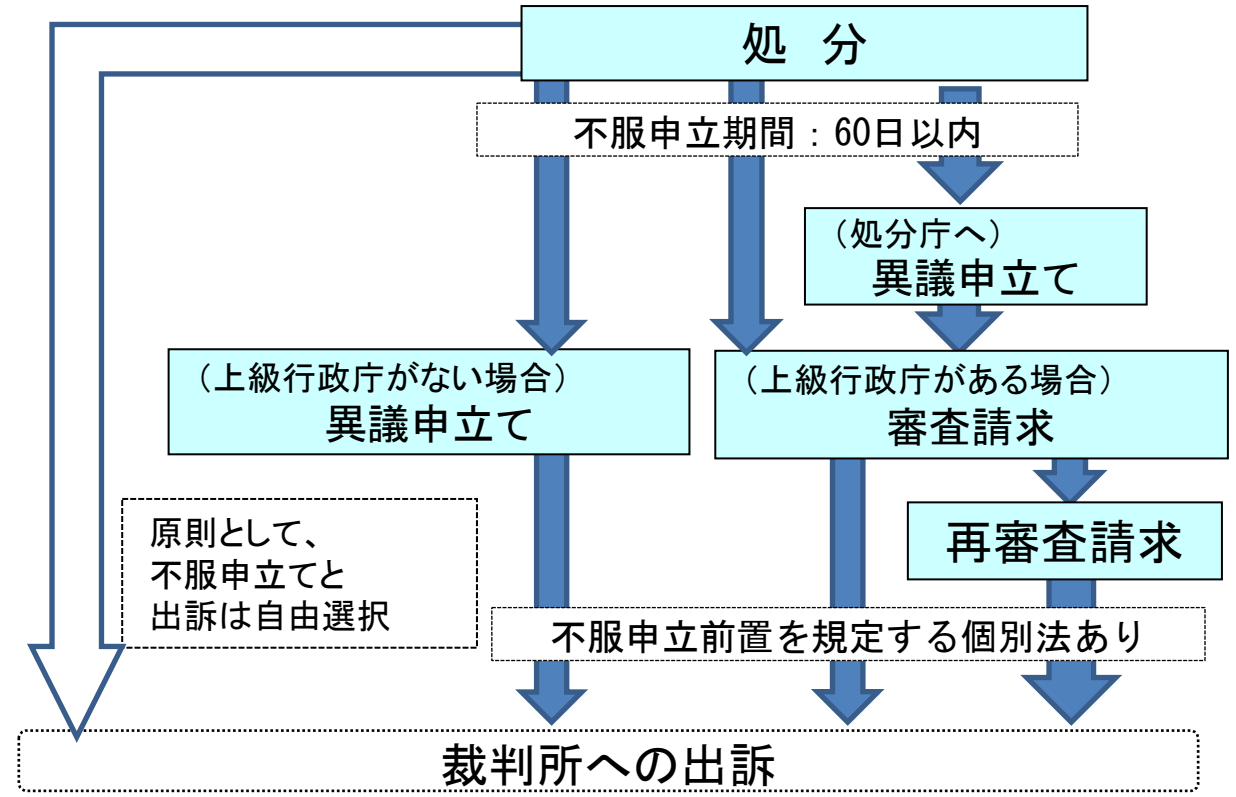 処 分
不服申立期間：60日以内
（処分庁へ）
異議申立て
（上級行政庁がない場合）
異議申立て
（上級行政庁がある場合）
審査請求
再審査請求
原則として、
不服申立てと
出訴は自由選択
不服申立前置を規定する個別法あり
裁判所への出訴